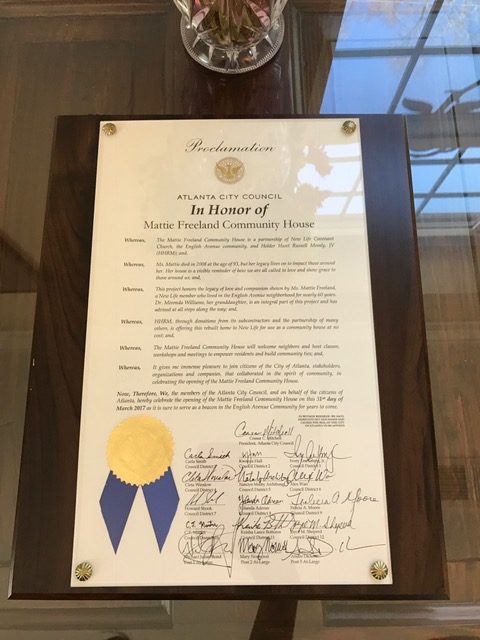 Proclamation
ATLANTA CITY COUNCIL
In Honor of
Mattie Freeland Community House
Whereas, The Mattie Freeland Community House is a partnership of New Life Covenant
Church, the English Avenue community, and Holder Hunt Russell Moody, JV
(HHRM); and,
Whereas, Ms. Mattie died in 2008 at the age of 93, but her legacy lives on to impact those around
her. Her house is a visible reminder of how we are all called to love and show grace to
those around us; and,
Whereas, This project honors the legacy of love and compassion shown by Ms. Mattie Freeland,
a New Life member who lived in the English Avenue neighborhood for nearly 60 years.
Dr. Miranda Williams, her granddaughter, is an integral part of this project and has
advised at all steps along the way; and,
Whereas, HHRM, through donations from its subcontractors and the partnership of many
others, is offering this rebuilt home to New Life for use as a community house at no
cost; and,
Whereas, The Mattie Freeland Community House will welcome neighbors and host classes,
workshops and meetings to empower residents and build community ties; and,
Whereas, It gives me immense pleasure to join citizens of the City of Atlanta, stakeholders,
organizations and companies, that collaborated in the spirit of community, in
celebrating the opening of the Mattie Freeland Community House.
Now, Therefore, We, the members of the Atlanta City Council, and on behalf of the citizens of
Atlanta, hereby celebrate the opening of the Mattie Freeland Community House on this 31st day of
March 2017 as it is sure to serve as a beacon in the English Avenue Community for years to come.
Ceasar C. Mitchell
President, Atlanta City Council
Carla Smith
Council District 1
Kwanza Hall
Council District 2
Ivory Young, Jr.
Council District 3
Cleta Winslow
Council District 4
Natalyn Mosby Archibong
Council District 5
Alex Wan
Council District 6
Howard Shook
Council District 7
Yolanda Adrean
Council District 8
Felicia A. Moore
Council District 9
C.T. Martin
Keisha Lance Bottoms
Council District 11
Joyce M. Sheperd
Council District 12
Michael Julian Bond
Post 1 At-Large
Mary Norwood
Post 2 At-Large
Post 3 At-Large